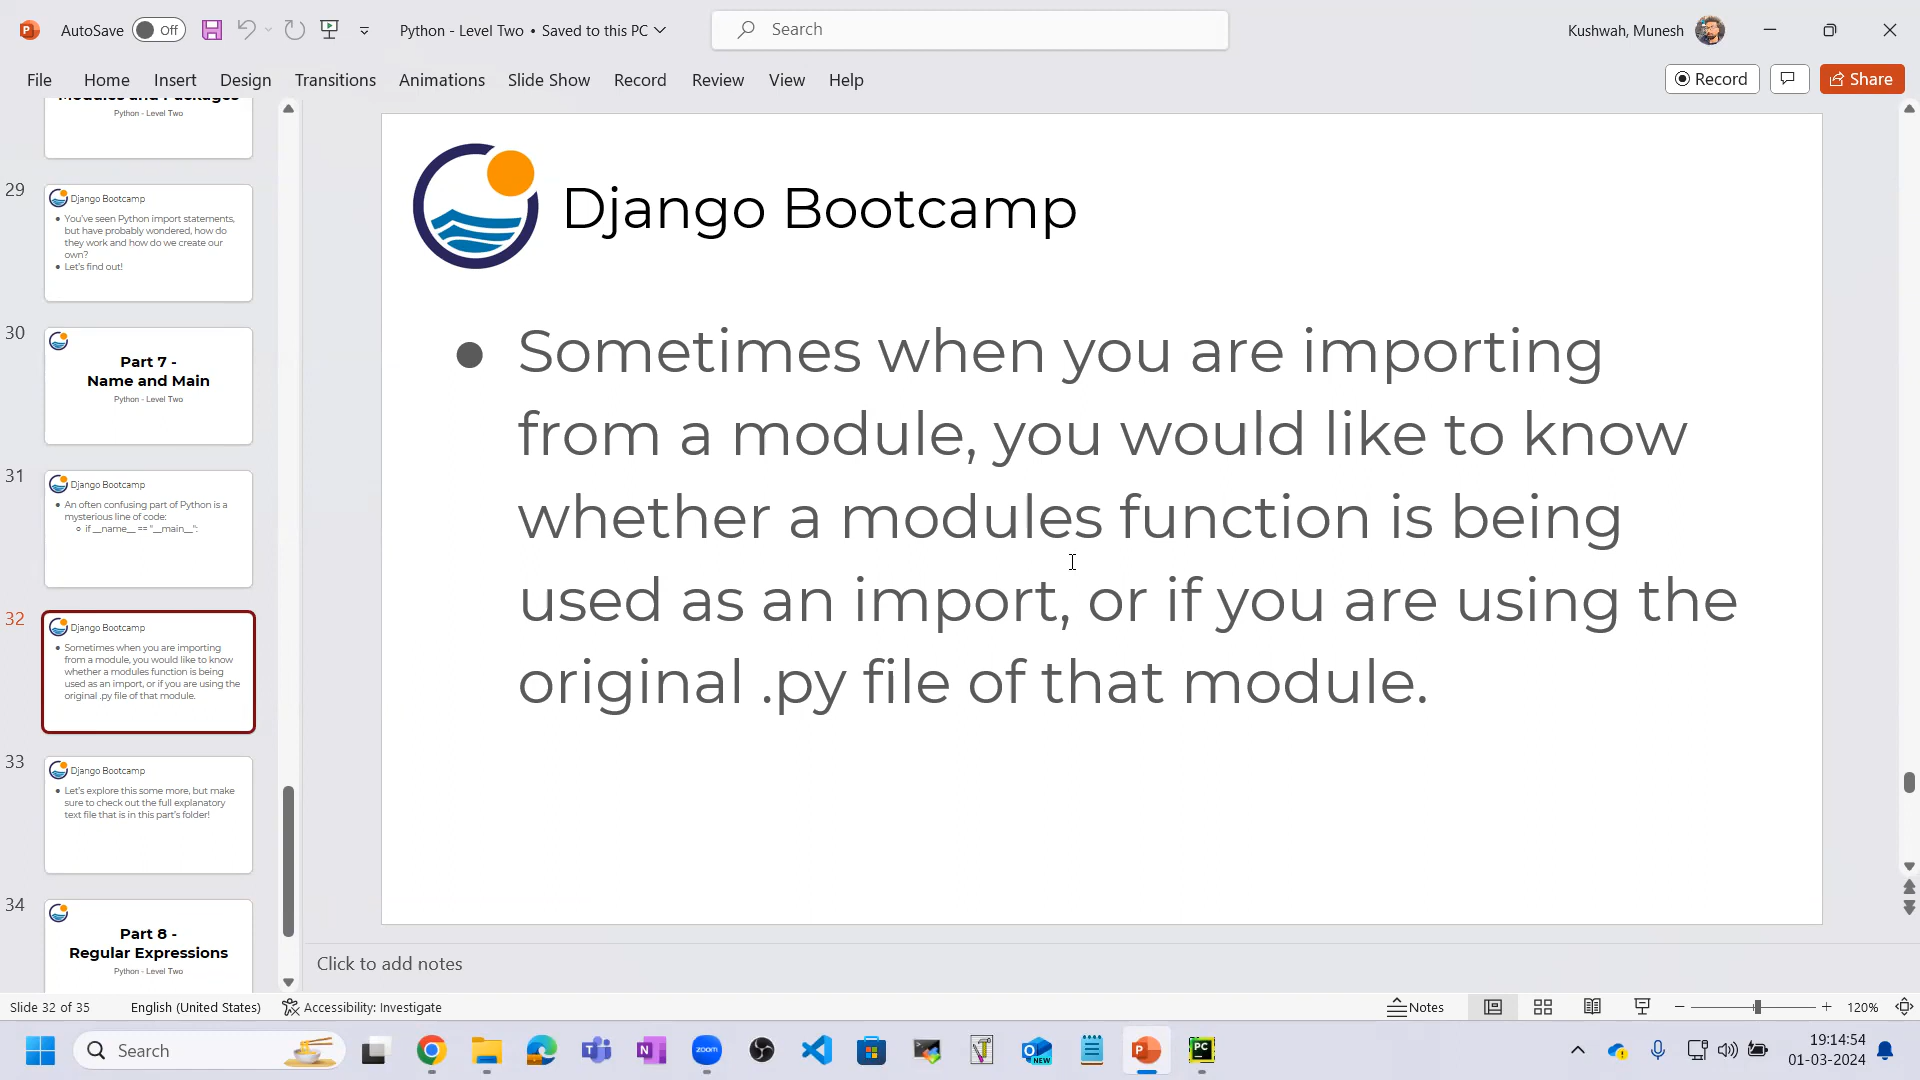 AutoSave Off Python - Level Two • Saved to this PC Search Kushwah, Munesh
File Home Insert Design Transitions Animations Slide Show Record Review View Help Record Share
Modules and Packages
Python - Level Two
29
Django Bootcamp
• You've seen Python import statements,
but have probably wondered, how do
they work and how do we create our
own?
• Let's find out!
30
Part 7 -
Name and Main
Python - Level Two
31
Django Bootcamp
• An often confusing part of Python is a
mysterious line of code:
○ if __name__ == "__main__":
32
Django Bootcamp
• Sometimes when you are importing
from a module, you would like to know
whether a modules function is being
used as an import, or if you are using the
original .py file of that module.
33
Django Bootcamp
• Let's explore this some more, but make
sure to check out the full explanatory
text file that is in this part's folder!
34
Part 8 -
Regular Expressions
Python - Level Two
Django Bootcamp
● Sometimes when you are importing
from a module, you would like to know
whether a modules function is being
used as an import, or if you are using the
original .py file of that module.
Click to add notes
Slide 32 of 35 English (United States) Accessibility: Investigate Notes 120%
Search zoom NEW PC 19:14:54
01-03-2024